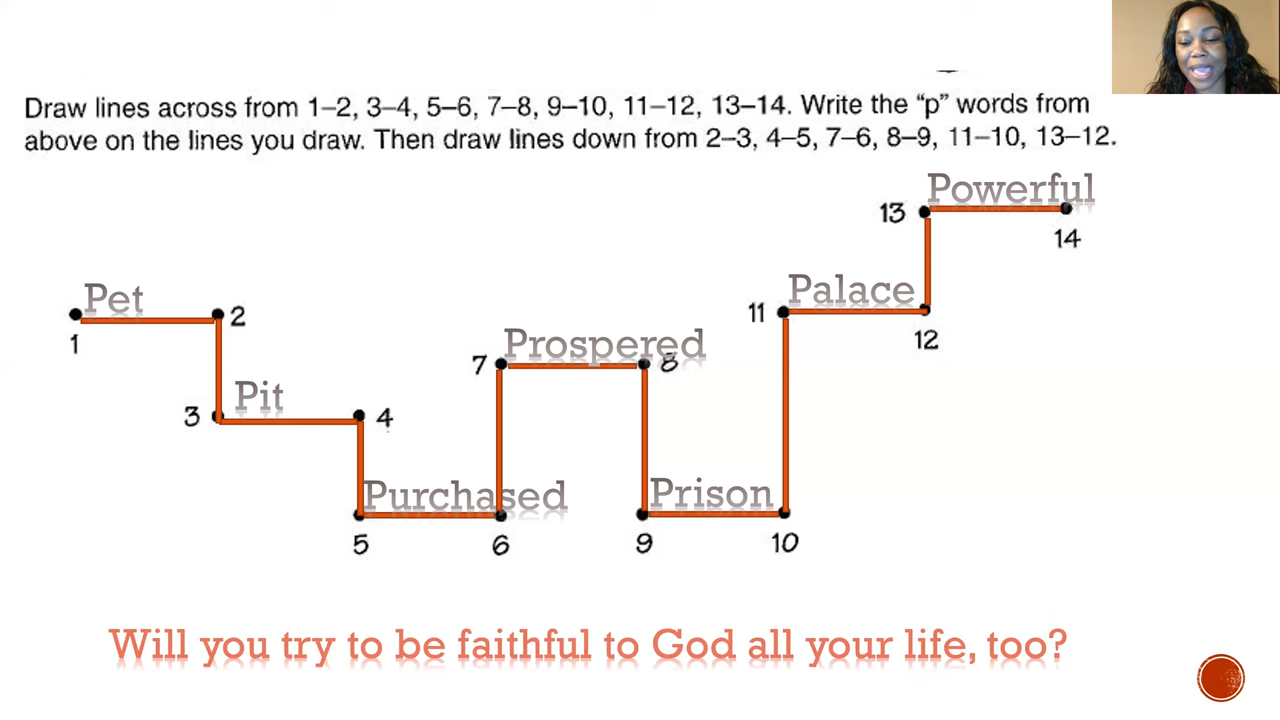 Draw lines across from 1–2, 3–4, 5–6, 7–8, 9–10, 11–12, 13–14. Write the “p” words from
above on the lines you draw. Then draw lines down from 2–3, 4–5, 7–6, 8–9, 11–10, 13–12.
Powerful
13
14
Palace
11
12
Pet
1
2
Prospered
7
8
Pit
3
4
Purchased
5
6
Prison
9
10
Will you try to be faithful to God all your life, too?